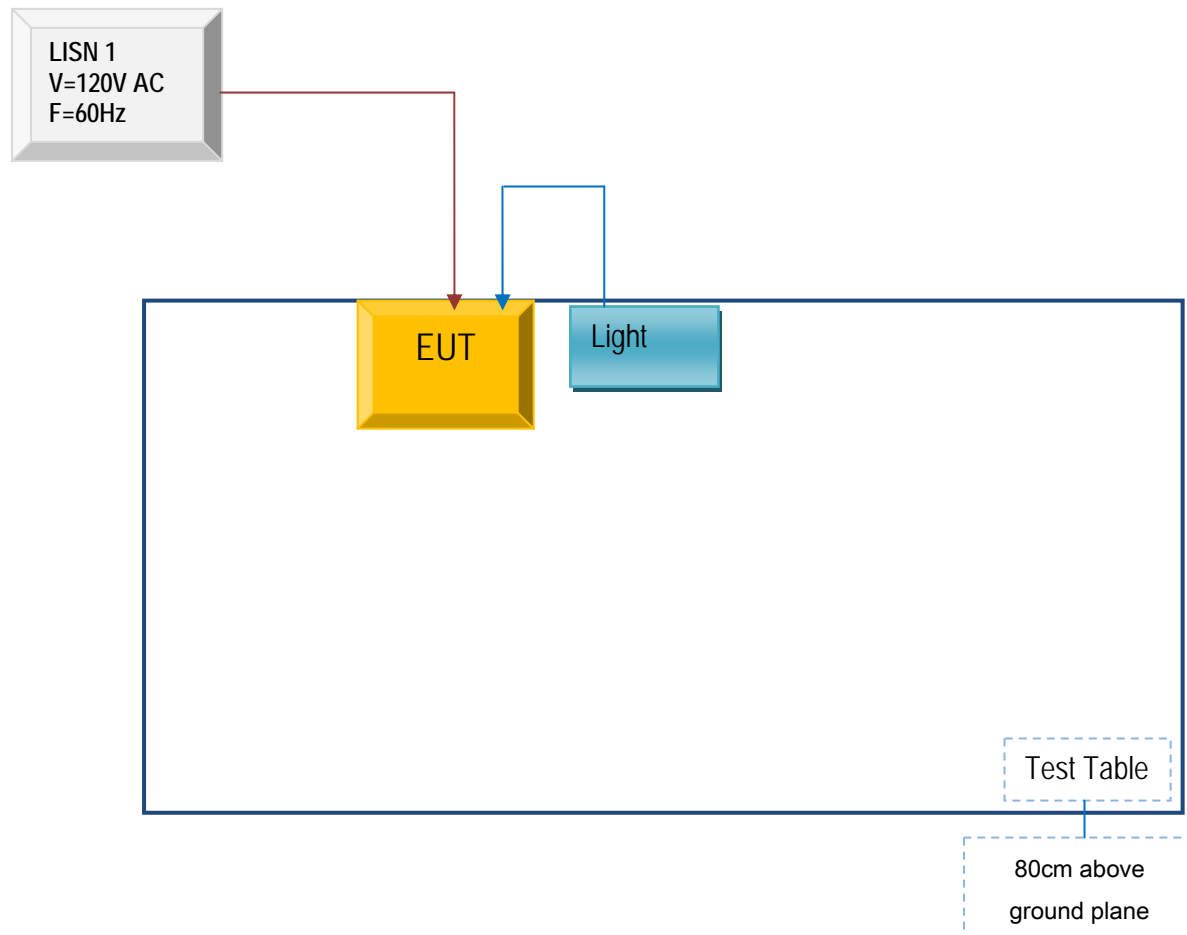 LISN 1
V=120V AC
F=60Hz
EUT
Light
Test Table
80cm above
ground plane